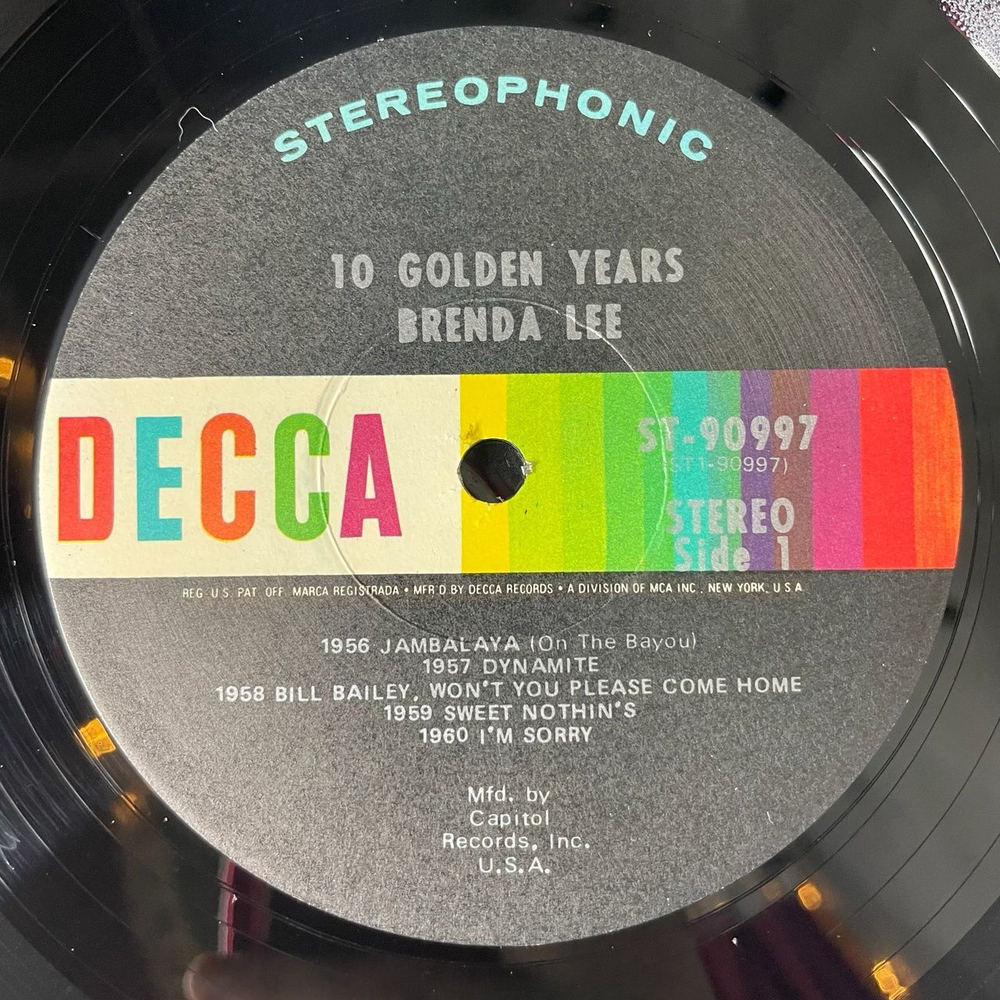 STEREOPHONIC
10 GOLDEN YEARS
BRENDA LEE
DECCA
ST-90997
(ST1-90997)
STEREO
Side 1
REG. U.S. PAT. OFF. MARCA REGISTRADA • MFR'D BY DECCA RECORDS • A DIVISION OF MCA INC., NEW YORK, U.S.A.
1956 JAMBALAYA (On The Bayou)
1957 DYNAMITE
1958 BILL BAILEY, WON'T YOU PLEASE COME HOME
1959 SWEET NOTHIN'S
1960 I'M SORRY
Mfd. by
Capitol
Records, Inc.
U.S.A.